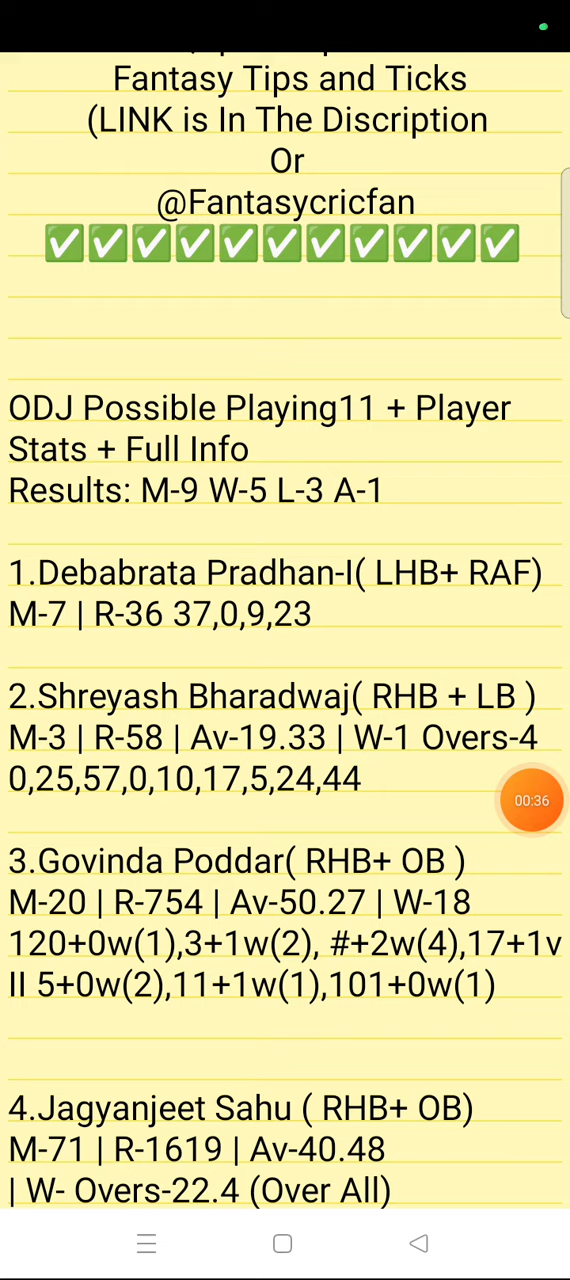 Fantasy Tips and Ticks
(LINK is In The Discription
Or
@Fantasycricfan
✅✅✅✅✅✅✅✅✅✅✅
ODJ Possible Playing11 + Player
Stats + Full Info
Results: M-9 W-5 L-3 A-1
1.Debabrata Pradhan-I( LHB+ RAF)
M-7 | R-36 37,0,9,23
2.Shreyash Bharadwaj( RHB + LB )
M-3 | R-58 | Av-19.33 | W-1 Overs-4
0,25,57,0,10,17,5,24,44
00:36
3.Govinda Poddar( RHB+ OB )
M-20 | R-754 | Av-50.27 | W-18
120+0w(1),3+1w(2), #+2w(4),17+1v
II 5+0w(2),11+1w(1),101+0w(1)
4.Jagyanjeet Sahu ( RHB+ OB)
M-71 | R-1619 | Av-40.48
| W- Overs-22.4 (Over All)